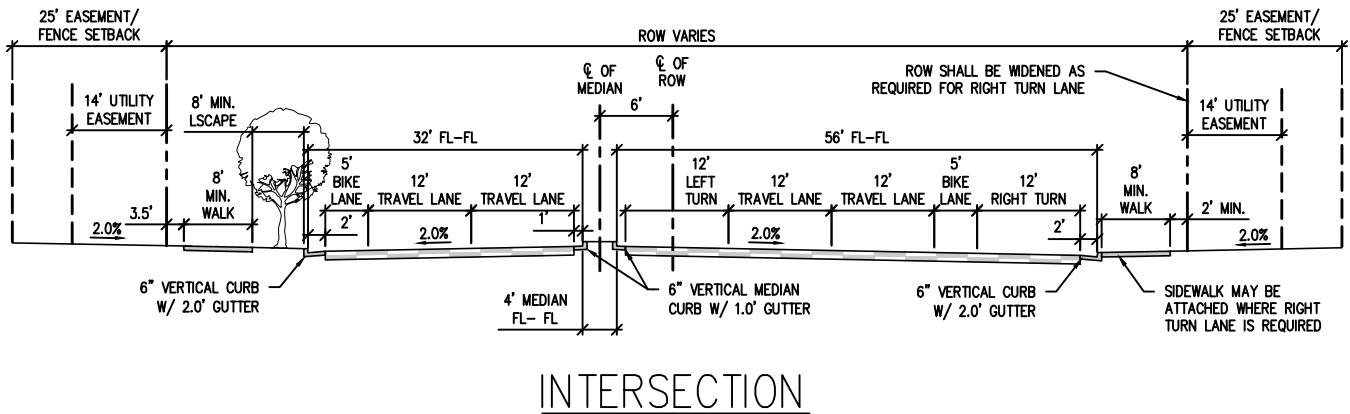 25' EASEMENT/
FENCE SETBACK
ROW VARIES
25' EASEMENT/
FENCE SETBACK
℄ OF
MEDIAN
℄ OF
ROW
6'
ROW SHALL BE WIDENED AS
REQUIRED FOR RIGHT TURN LANE
14' UTILITY
EASEMENT
8' MIN.
LSCAPE
14' UTILITY
EASEMENT
32' FL-FL
56' FL-FL
8'
MIN.
WALK
5'
BIKE
LANE
12'
TRAVEL LANE
12'
TRAVEL LANE
12'
LEFT
TURN
12'
TRAVEL LANE
12'
TRAVEL LANE
5'
BIKE
LANE
12'
RIGHT TURN
8'
MIN.
WALK
3.5'
2.0%
2'
2.0%
1'
2.0%
2'
2' MIN.
2.0%
6" VERTICAL CURB
W/ 2.0' GUTTER
4' MEDIAN
FL- FL
6" VERTICAL MEDIAN
CURB W/ 1.0' GUTTER
6" VERTICAL CURB
W/ 2.0' GUTTER
SIDEWALK MAY BE
ATTACHED WHERE RIGHT
TURN LANE IS REQUIRED
INTERSECTION